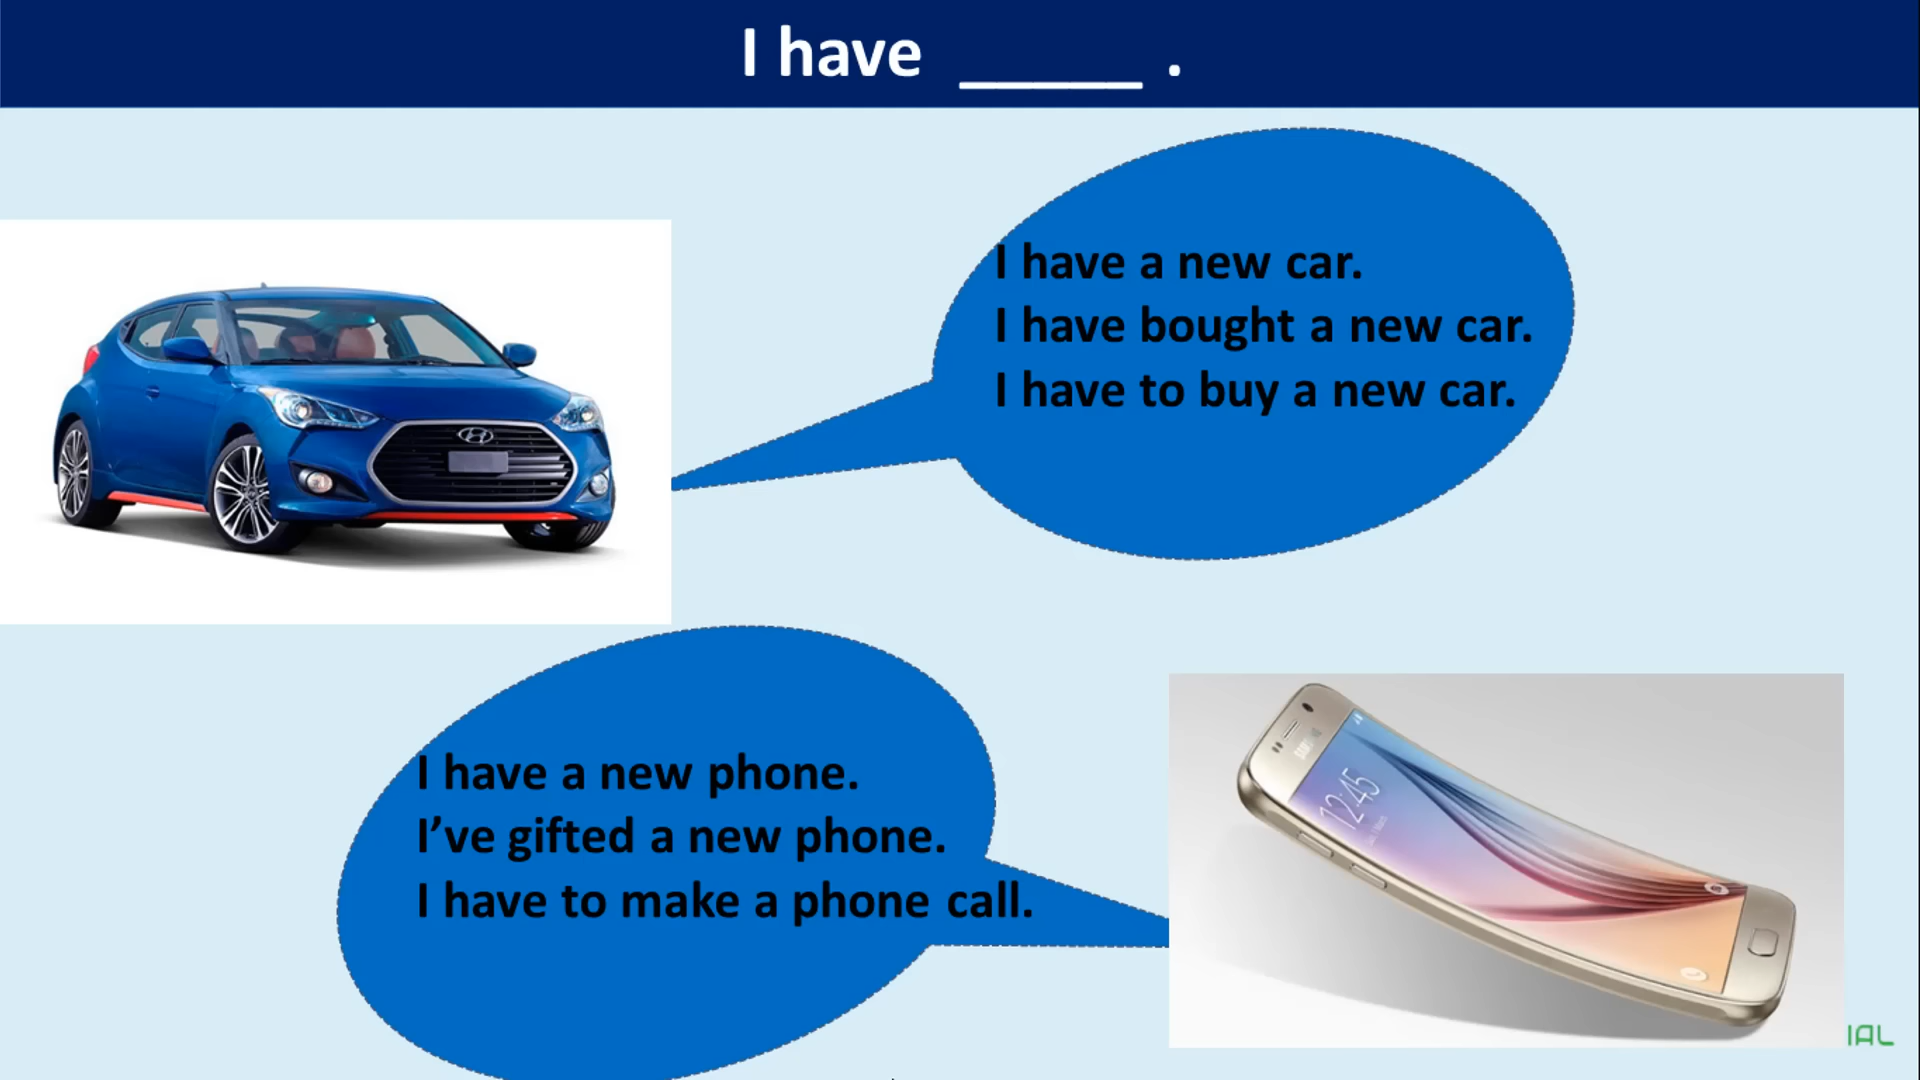 I have _____ .
I have a new car.
I have bought a new car.
I have to buy a new car.
I have a new phone.
I’ve gifted a new phone.
I have to make a phone call.
12:45
IAL